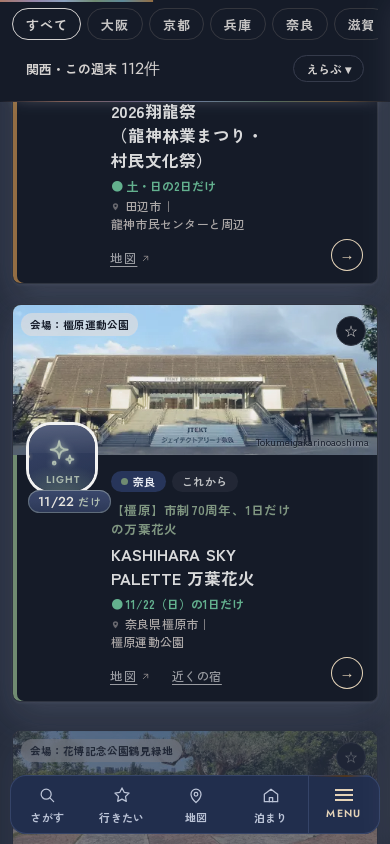 すべて 大阪 京都 兵庫 奈良 滋賀
関西・この週末 112件 えらぶ ▾
2026翔龍祭
（龍神林業まつり・
村民文化祭）
土・日の2日だけ
田辺市｜
龍神市民センターと周辺
地図 ↗ →
会場：橿原運動公園 ☆
JTEKT
ジェイテクトアリーナ奈良
Tokumeigakarinoaoshima
LIGHT
11/22 だけ
奈良 これから
【橿原】市制70周年、1日だけ
の万葉花火
KASHIHARA SKY
PALETTE 万葉花火
11/22（日）の1日だけ
奈良県橿原市｜
橿原運動公園
地図 ↗ 近くの宿 →
会場：花博記念公園鶴見緑地 ☆
さがす 行きたい 地図 泊まり MENU